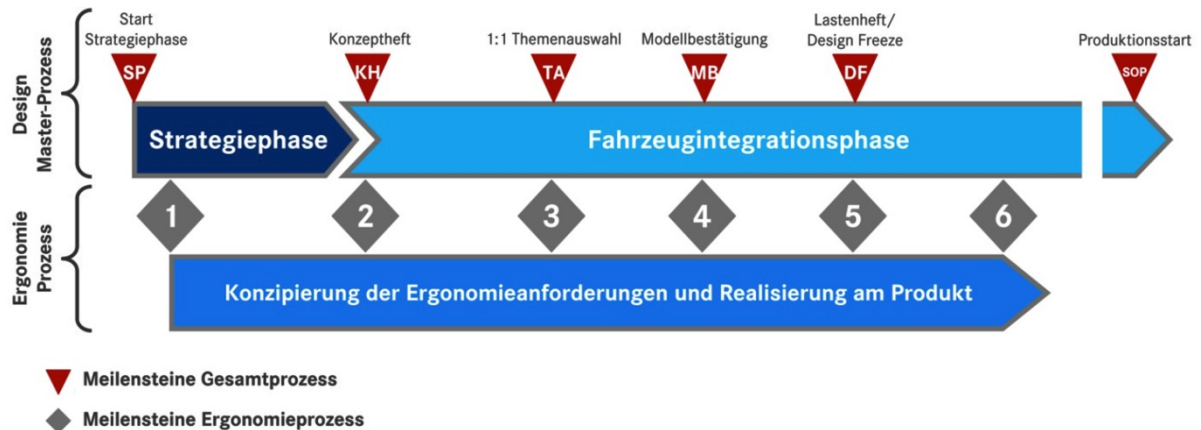 Start
Strategiephase
Konzeptheft
1:1 Themenauswahl
Modellbestätigung
Lastenheft/
Design Freeze
Produktionsstart
SP
KH
TA
MB
DF
SOP
Design
Master-Prozess
Strategiephase
Fahrzeugintegrationsphase
1
2
3
4
5
6
Ergonomie
Prozess
Konzipierung der Ergonomieanforderungen und Realisierung am Produkt
Meilensteine Gesamtprozess
Meilensteine Ergonomieprozess